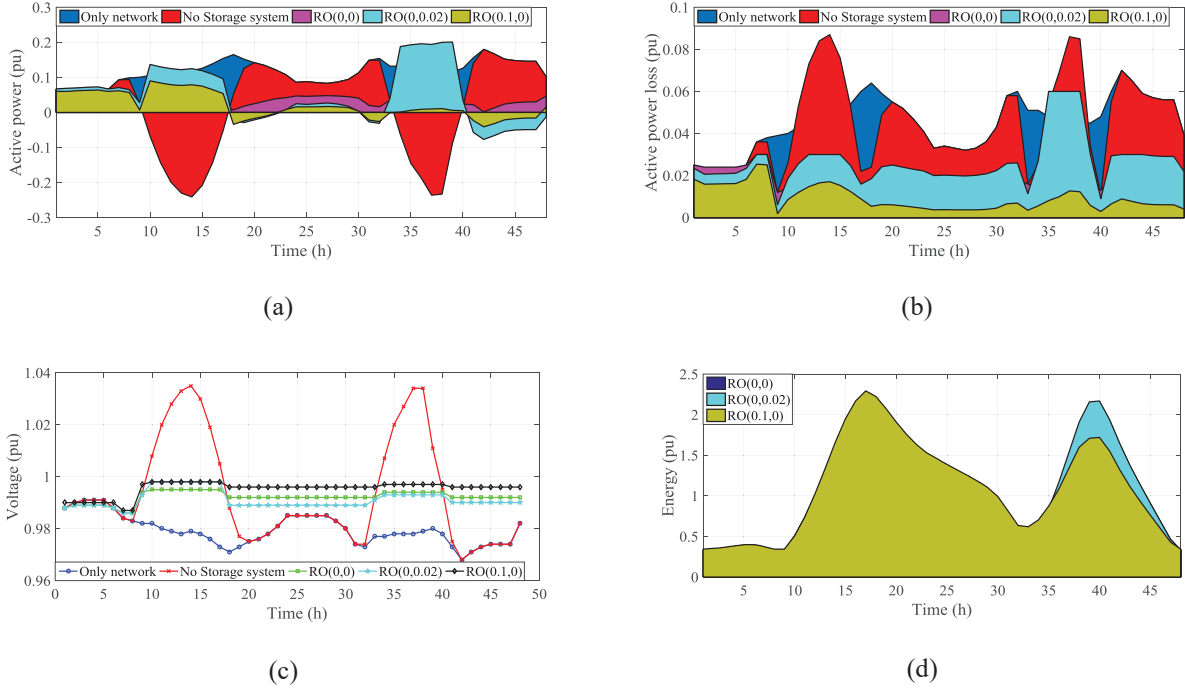 Only network No Storage system RO(0,0) RO(0,0.02) RO(0.1,0)
0.3
0.2
0.1
0
-0.1
-0.2
-0.3
Active power (pu)
5 10 15 20 25 30 35 40 45
Time (h)
(a)
Only network No Storage system RO(0,0) RO(0,0.02) RO(0.1,0)
0.1
0.08
0.06
0.04
0.02
0
Active power loss (pu)
5 10 15 20 25 30 35 40 45
Time (h)
(b)
1.04
1.02
1
0.98
0.96
Voltage (pu)
Only network No Storage system RO(0,0) RO(0,0.02) RO(0.1,0)
0 5 10 15 20 25 30 35 40 45 50
Time (h)
(c)
RO(0,0)
RO(0,0.02)
RO(0.1,0)
2.5
2
1.5
1
0.5
0
Energy (pu)
5 10 15 20 25 30 35 40 45
Time (h)
(d)